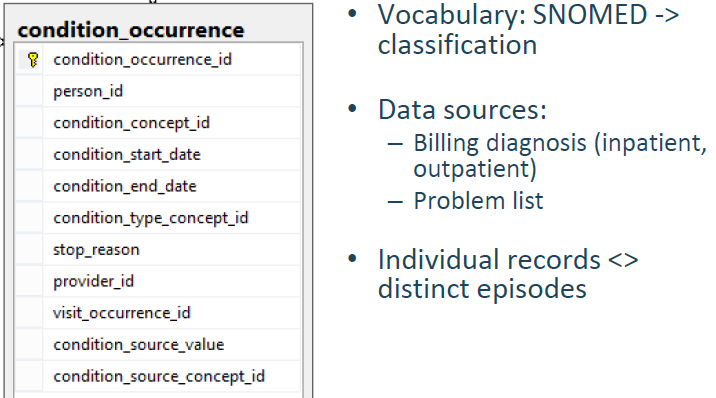 condition_occurrence
condition_occurrence_id
person_id
condition_concept_id
condition_start_date
condition_end_date
condition_type_concept_id
stop_reason
provider_id
visit_occurrence_id
condition_source_value
condition_source_concept_id
• Vocabulary: SNOMED ->
classification
• Data sources:
– Billing diagnosis (inpatient,
outpatient)
– Problem list
• Individual records <>
distinct episodes